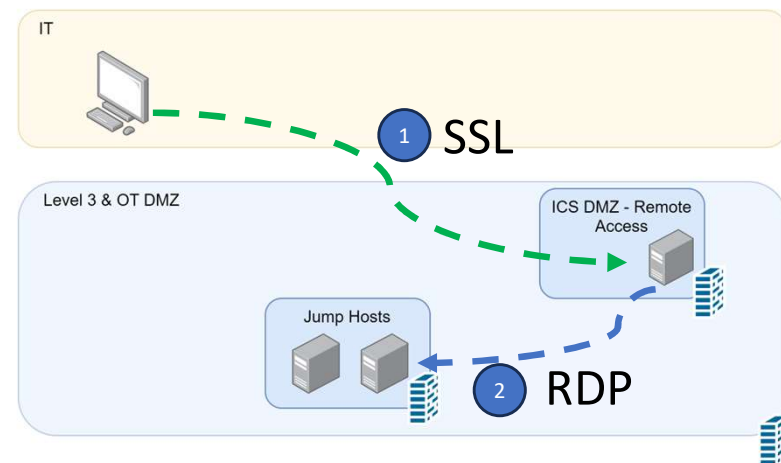 IT
1 SSL
Level 3 & OT DMZ
ICS DMZ - Remote
Access
Jump Hosts
2 RDP